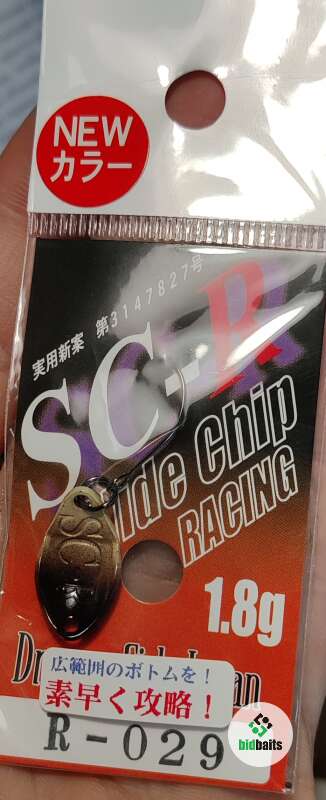 NEW
カラー
実用新案 第3147827号
SC-R
Chip
RACING
1.8g
SC
広範囲のボトムを！
素早く攻略！
R-029
bidbaits